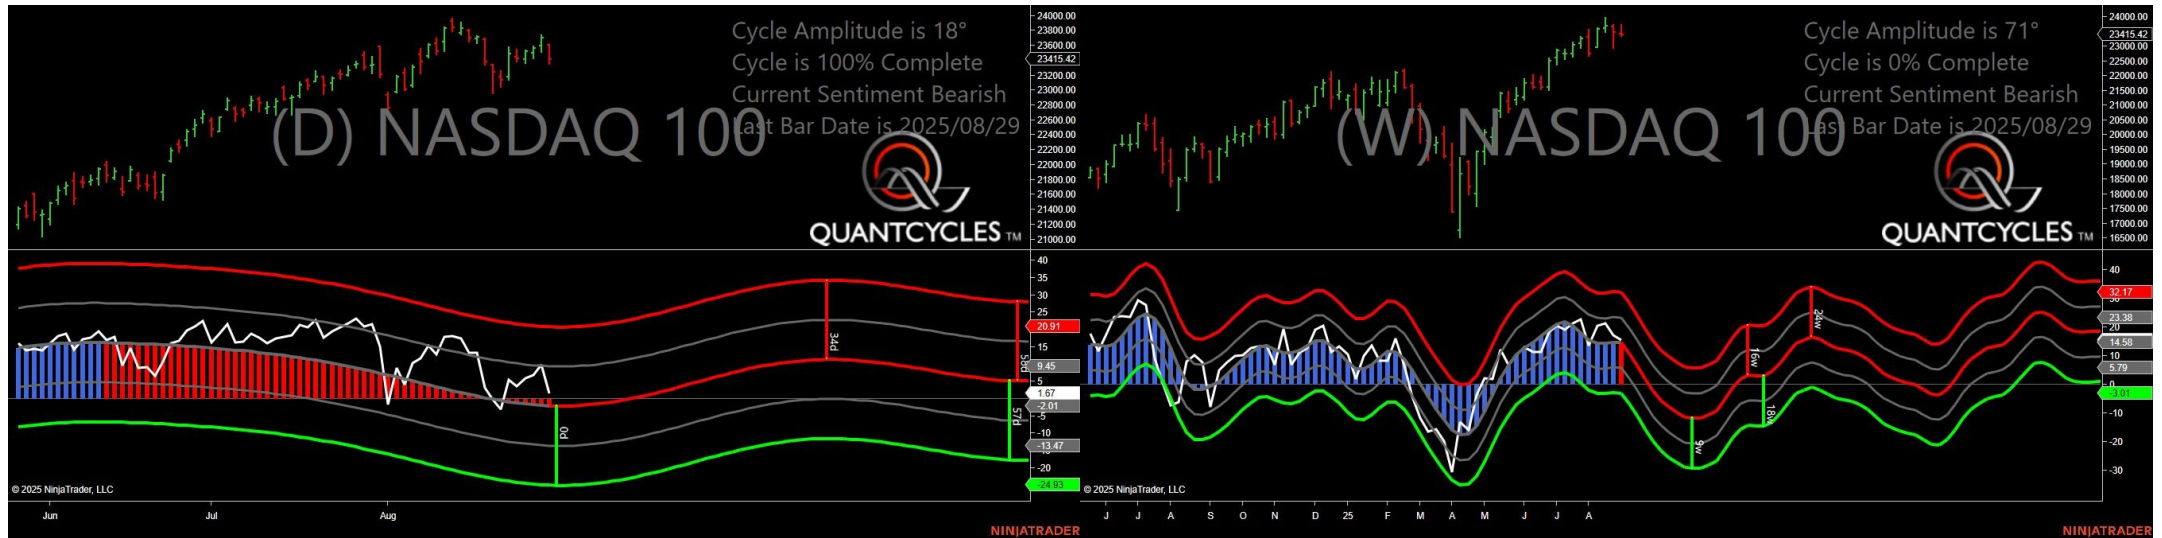 Cycle Amplitude is 18°
Cycle is 100% Complete
Current Sentiment Bearish
Last Bar Date is 2025/08/29
(D) NASDAQ 100
QUANTCYCLES TM
24000.00
23800.00
23600.00
23415.42
23200.00
23000.00
22800.00
22600.00
22400.00
22200.00
22000.00
21800.00
21600.00
21400.00
21200.00
21000.00
40
35
30
25
20.91
15
9.45
5
1.67
-2.01
-5
-10
-13.47
-20
-24.93
34d
0d
57d
© 2025 NinjaTrader, LLC
Jun Jul Aug
NINJATRADER
Cycle Amplitude is 71°
Cycle is 0% Complete
Current Sentiment Bearish
Last Bar Date is 2025/08/29
(W) NASDAQ 100
QUANTCYCLES TM
24000.00
23415.42
23000.00
22500.00
22000.00
21500.00
21000.00
20500.00
20000.00
19500.00
19000.00
18500.00
18000.00
17500.00
17000.00
16500.00
40
32.17
23.38
20
14.58
10
5.79
0
-3.01
-10
-20
-30
16w
24w
18w
9w
© 2025 NinjaTrader, LLC
J J A S O N D 25 F M A M J J A
NINJATRADER